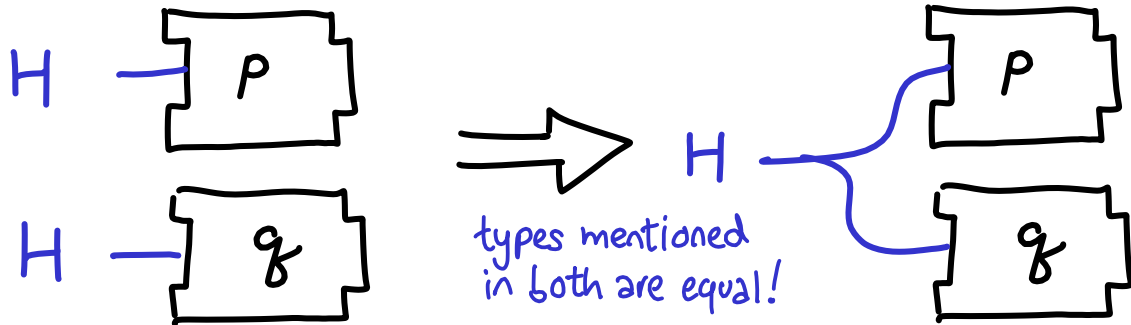 H p
H q
H
p
q
types mentioned
in both are equal!